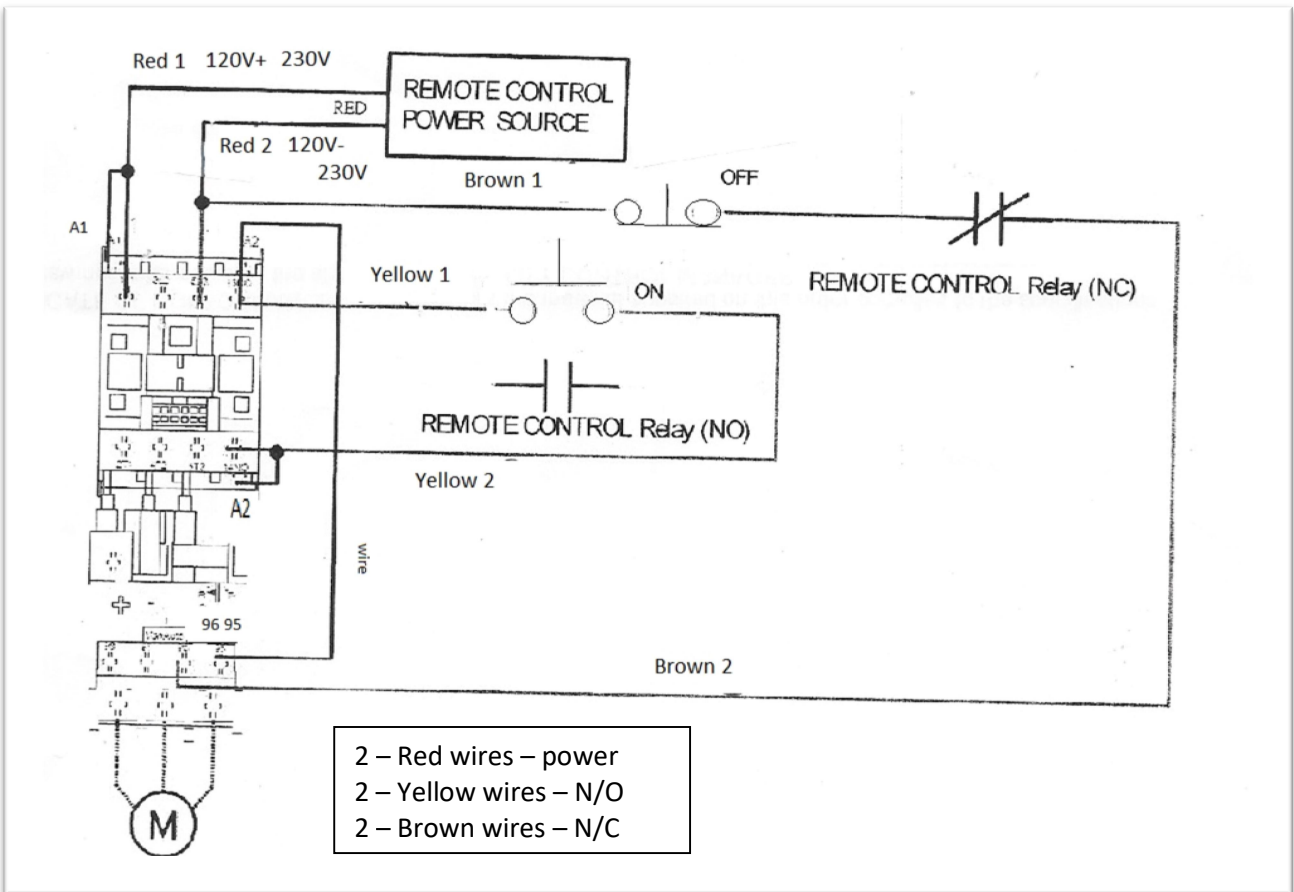 Red 1 120V+ 230V
REMOTE CONTROL
POWER SOURCE
RED
Red 2 120V-
230V
Brown 1
OFF
A1
A1
A2
Yellow 1
ON
REMOTE CONTROL Relay (NC)
REMOTE CONTROL Relay (NO)
Yellow 2
A2
wire
96 95
Brown 2
M
2 – Red wires – power
2 – Yellow wires – N/O
2 – Brown wires – N/C